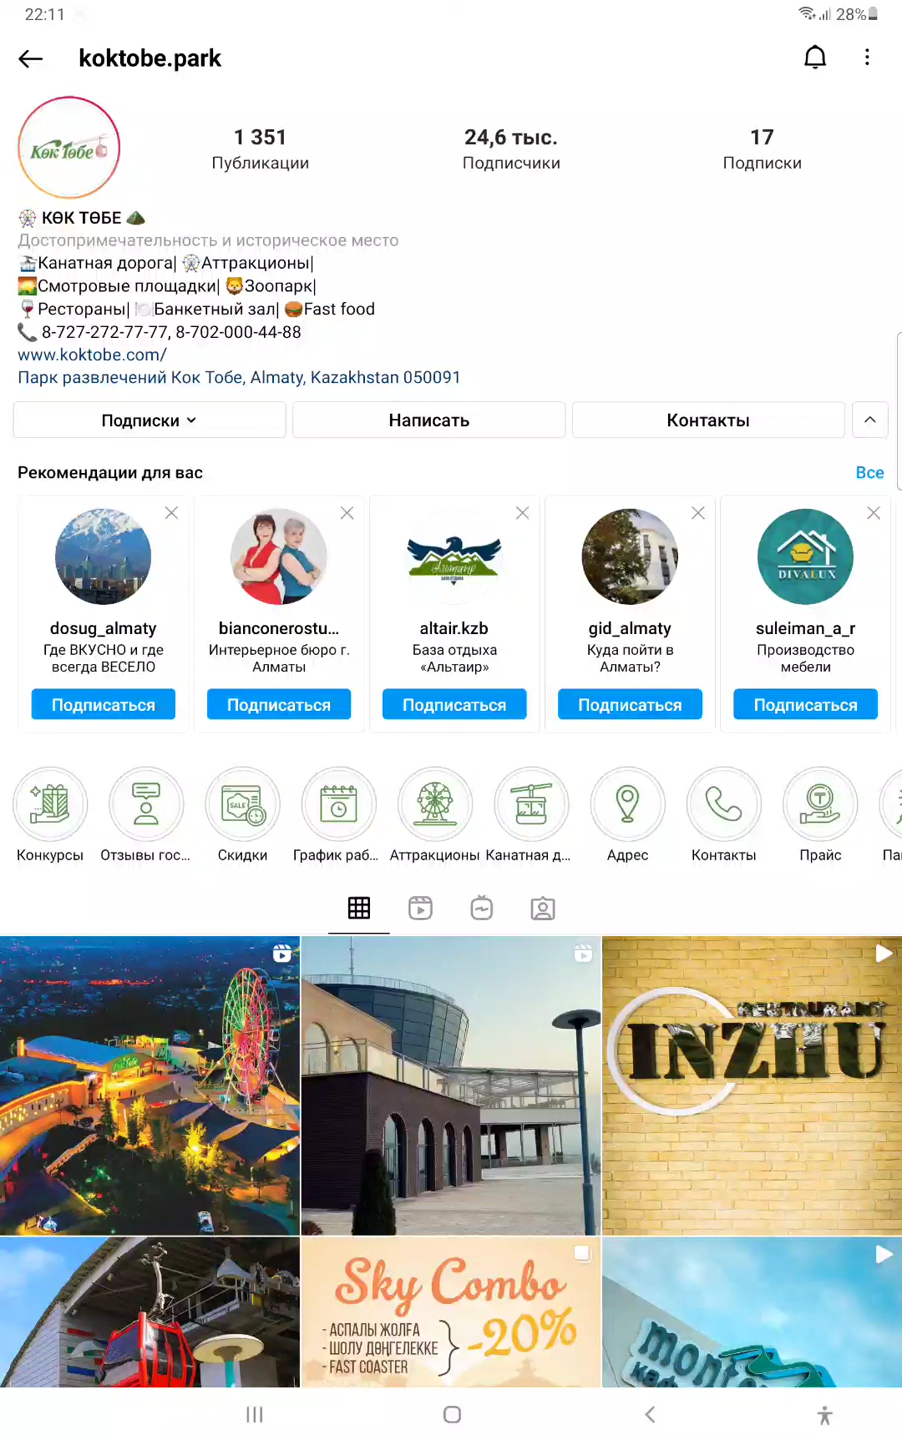 22:11
28%
koktobe.park
Көк Төбе
1 351
24,6 тыс.
17
Публикации
Подписчики
Подписки
КӨК ТӨБЕ
Достопримечательность и историческое место
Канатная дорога| Аттракционы|
Смотровые площадки| Зоопарк|
Рестораны| Банкетный зал| Fast food
8-727-272-77-77, 8-702-000-44-88
www.koktobe.com/
Парк развлечений Кок Тобе, Almaty, Kazakhstan 050091
Подписки
Написать
Контакты
Рекомендации для вас
Все
Альтаир
DIVALUX
dosug_almaty
bianconerostu...
altair.kzb
gid_almaty
suleiman_a_r
Где ВКУСНО и где
всегда ВЕСЕЛО
Интерьерное бюро г.
Алматы
База отдыха
«Альтаир»
Куда пойти в
Алматы?
Производство
мебели
Подписаться
Подписаться
Подписаться
Подписаться
Подписаться
SALE
Конкурсы
Отзывы гос...
Скидки
График раб...
Аттракционы
Канатная д...
Адрес
Контакты
Прайс
Па
RESTAURANT
INZHU
Sky Combo
- АСПАЛЫ ЖОЛҒА
- ШОЛУ ДӨҢГЕЛЕККЕ
- FAST COASTER
-20%